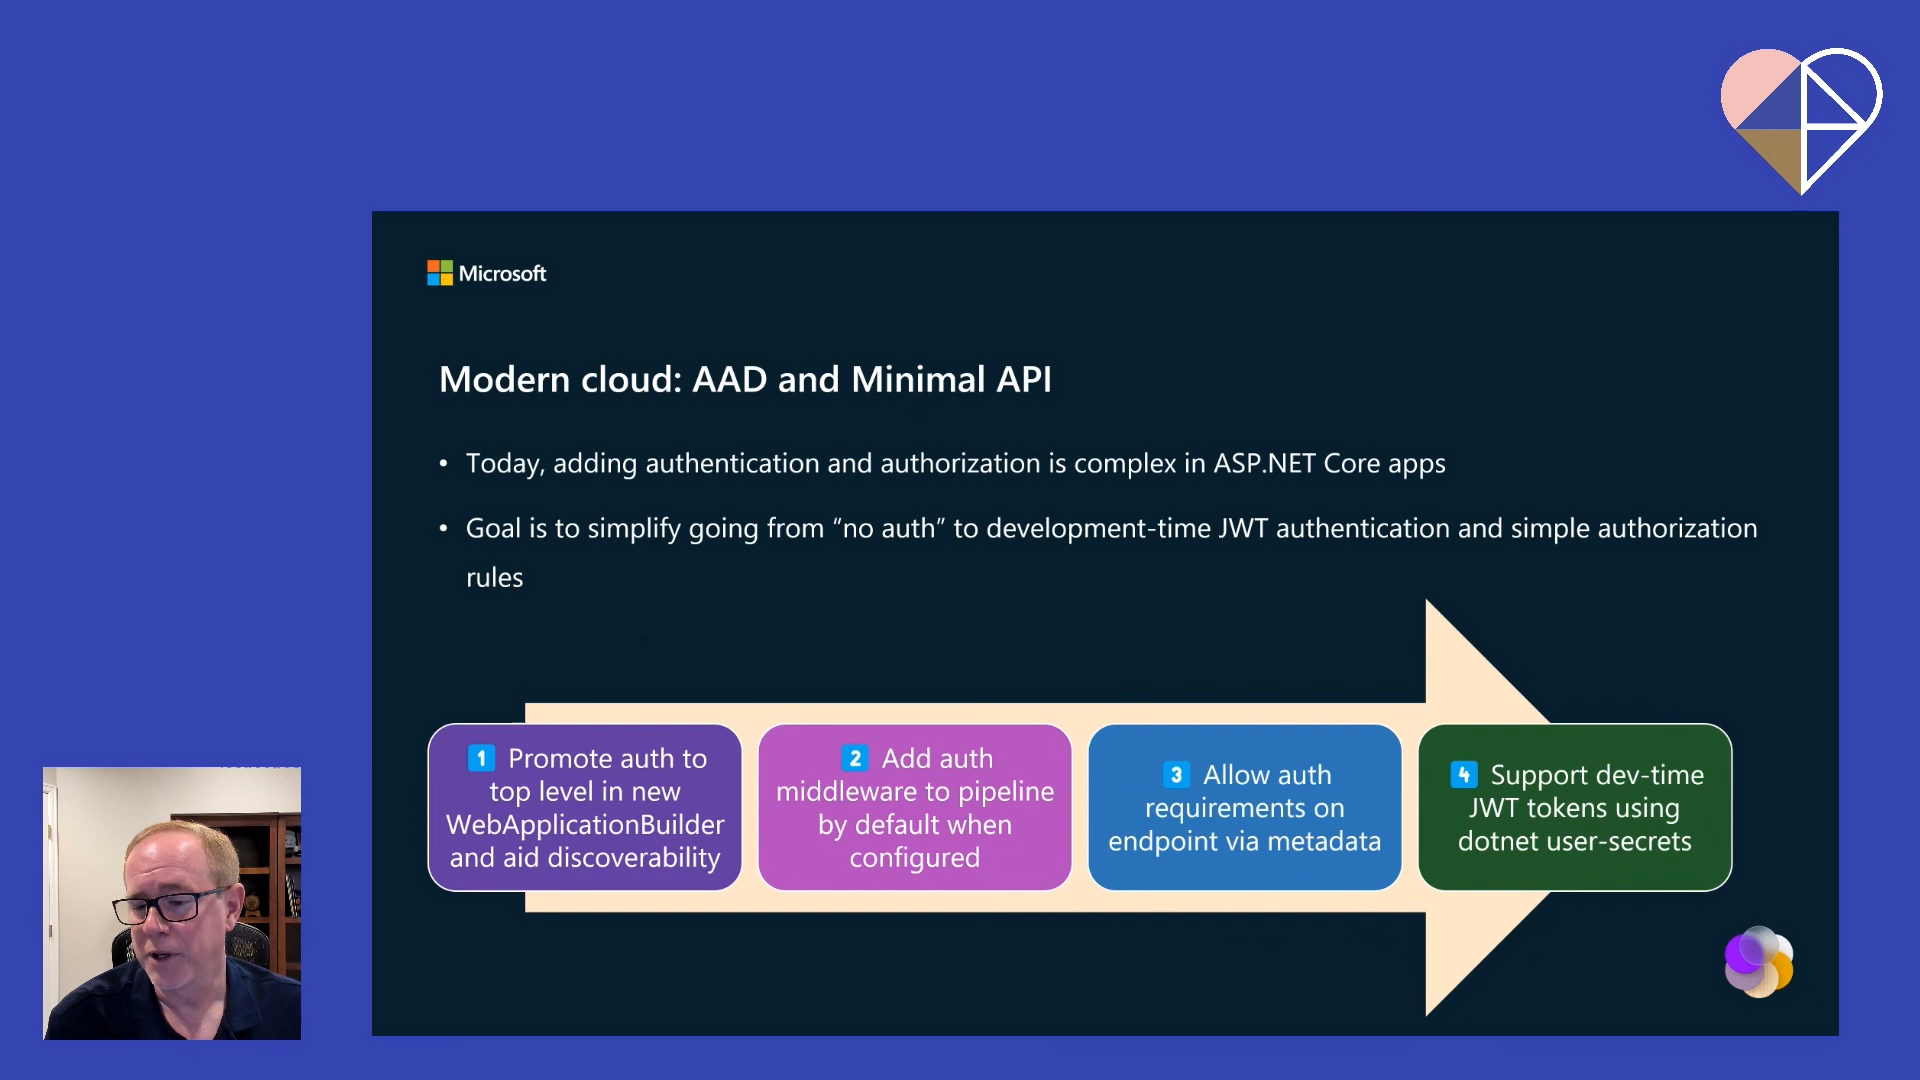 Microsoft
Modern cloud: AAD and Minimal API
• Today, adding authentication and authorization is complex in ASP.NET Core apps
• Goal is to simplify going from “no auth” to development-time JWT authentication and simple authorization
rules
1 Promote auth to
top level in new
WebApplicationBuilder
and aid discoverability
2 Add auth
middleware to pipeline
by default when
configured
3 Allow auth
requirements on
endpoint via metadata
4 Support dev-time
JWT tokens using
dotnet user-secrets